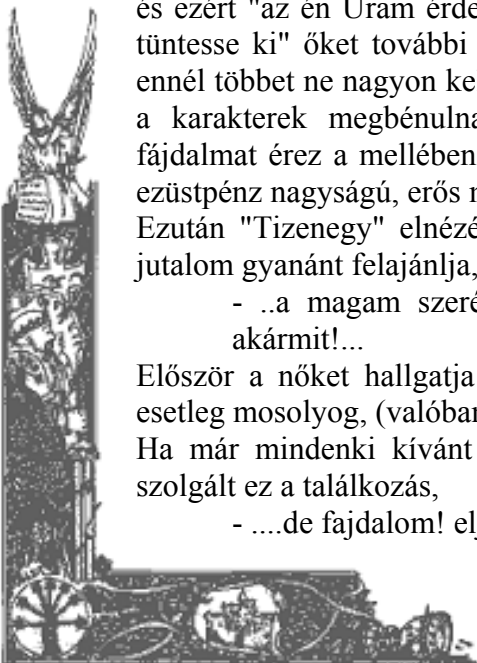 és ezért "az én Uram érde
tüntesse ki" őket további
ennél többet ne nagyon ke
a karakterek megbénulna
fájdalmat érez a mellében
ezüstpénz nagyságú, erős
Ezután "Tizenegy" elnézé
jutalom gyanánt felajánlja,
- ..a magam szeré
akármit!...
Először a nőket hallgatja
esetleg mosolyog, (valóban
Ha már mindenki kívánt
szolgált ez a találkozás,
- ....de fajdalom! el